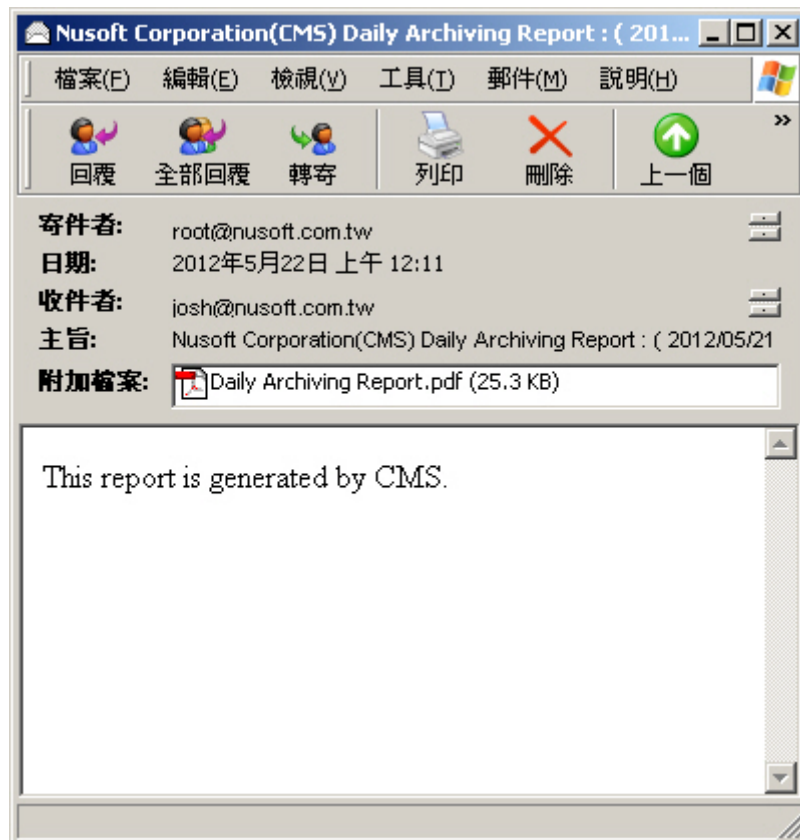 Nusoft Corporation(CMS) Daily Archiving Report : ( 201...
檔案(F) 編輯(E) 檢視(V) 工具(T) 郵件(M) 說明(H)
回覆 全部回覆 轉寄 列印 刪除 上一個 »
寄件者: root@nusoft.com.tw
日期: 2012年5月22日 上午 12:11
收件者: josh@nusoft.com.tw
主旨: Nusoft Corporation(CMS) Daily Archiving Report : ( 2012/05/21
附加檔案: Daily Archiving Report.pdf (25.3 KB)
This report is generated by CMS.